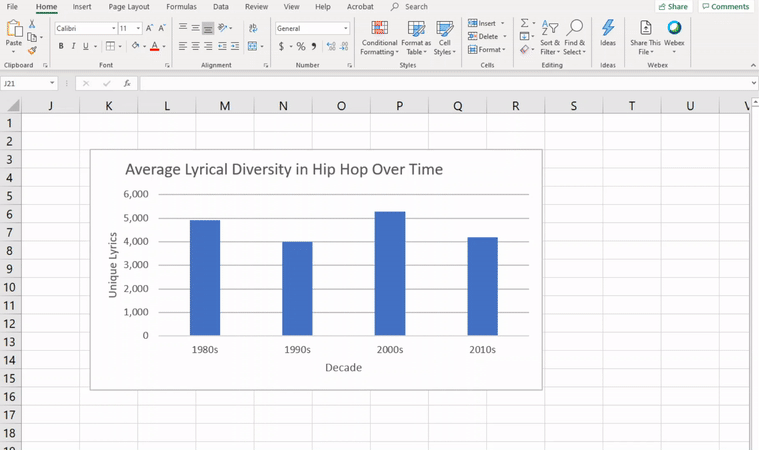 File Home Insert Page Layout Formulas Data Review View Help Acrobat Search Share Comments
Paste
Calibri 11 A A
B I U A
ab
General
$ % ,
Conditional Formatting
Format as Table
Cell Styles
Insert
Delete
Format
Sort & Filter
Find & Select
Ideas
Share This File
Webex
Clipboard Font Alignment Number Styles Cells Editing Ideas Webex
J21 fx
J K L M N O P Q R S T U V
1
2
3
4
5
6
7
8
9
10
11
12
13
14
15
16
17
18
19
Average Lyrical Diversity in Hip Hop Over Time
6,000
5,000
4,000
3,000
2,000
1,000
0
Unique Lyrics
1980s 1990s 2000s 2010s
Decade